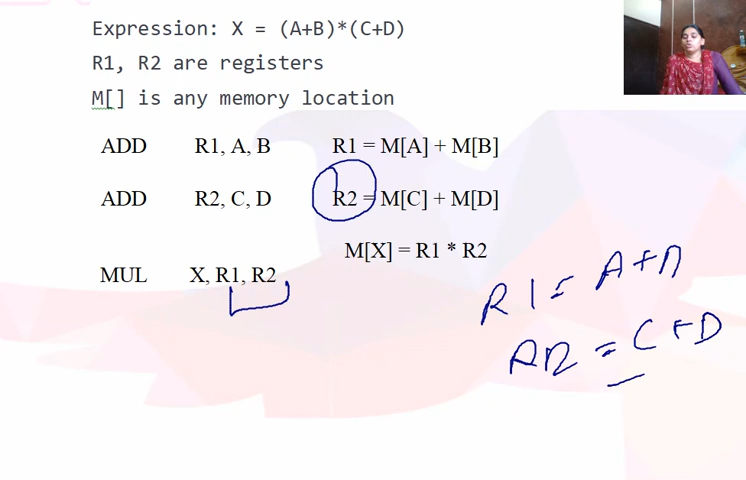 Expression: X = (A+B)*(C+D)
R1, R2 are registers
M[] is any memory location
ADD R1, A, B R1 = M[A] + M[B]
ADD R2, C, D R2 = M[C] + M[D]
M[X] = R1 * R2
MUL X, R1, R2
R1 = A+
R2 = C+D